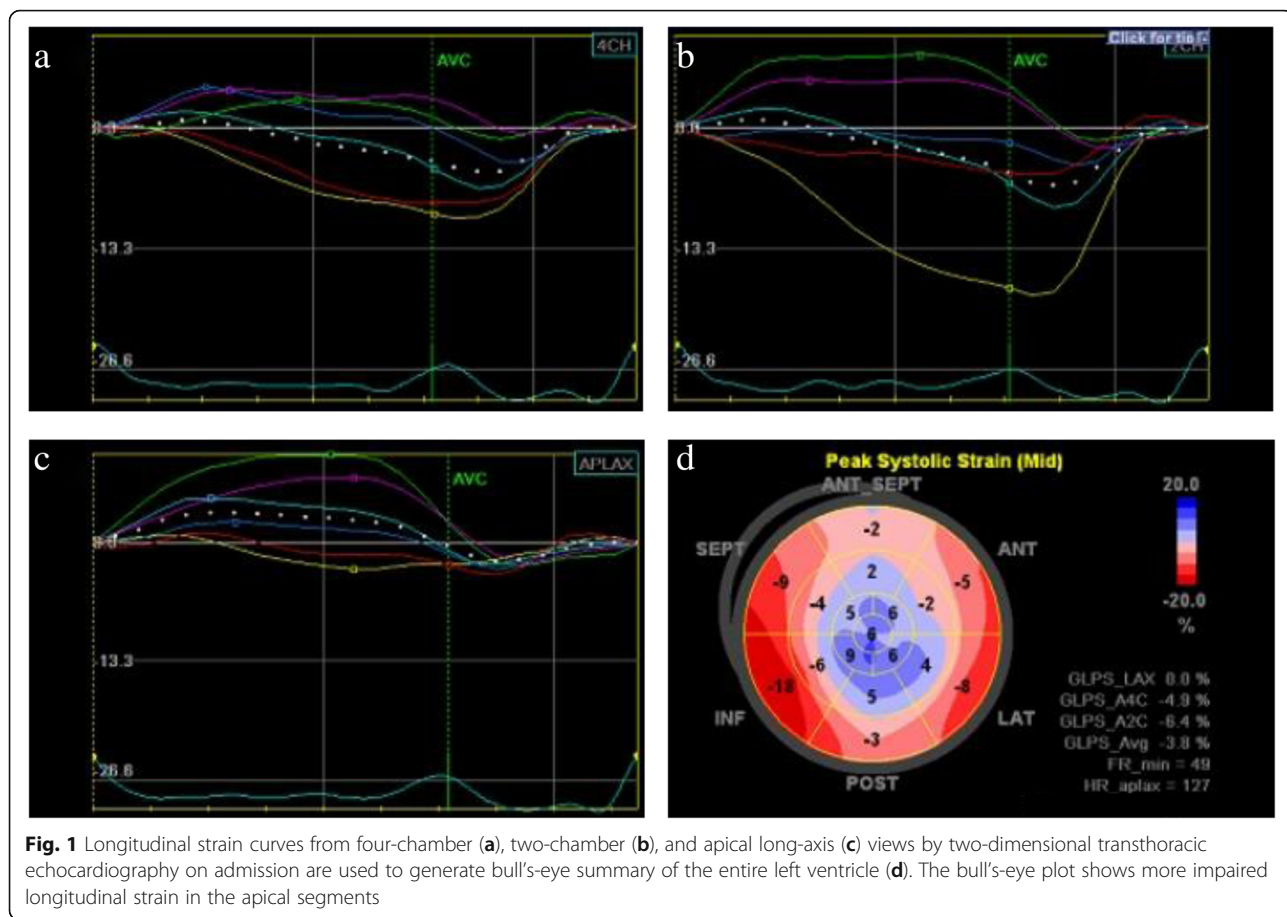 a
4CH
AVC
0.0
-13.3
-26.6
b
Click for tip
2CH
AVC
0.0
-13.3
-26.6
c
APLAX
AVC
0.0
-13.3
-26.6
d
Peak Systolic Strain (Mid)
ANT_SEPT
20.0
SEPT
ANT
-2
-9
2
-5
-4
-2
-20.0
5
6
%
6
9
6
-6
4
-18
5
-8
GLPS_LAX 0.0 %
GLPS_A4C -4.9 %
INF
LAT
GLPS_A2C -6.4 %
-3
GLPS_Avg -3.8 %
FR_min = 49
POST
HR_aplax = 127
Fig. 1 Longitudinal strain curves from four-chamber (a), two-chamber (b), and apical long-axis (c) views by two-dimensional transthoracic
echocardiography on admission are used to generate bull's-eye summary of the entire left ventricle (d). The bull's-eye plot shows more impaired
longitudinal strain in the apical segments